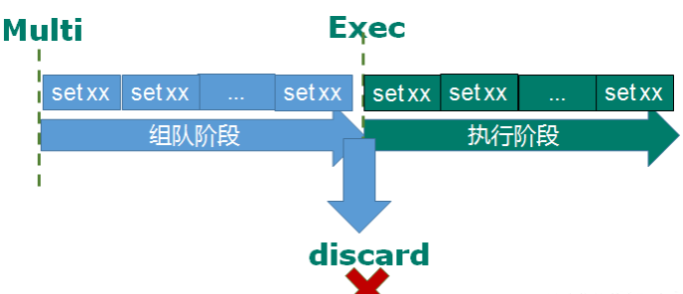 Multi
Exec
set xx set xx ... set xx set xx set xx ... set xx
组队阶段
执行阶段
discard